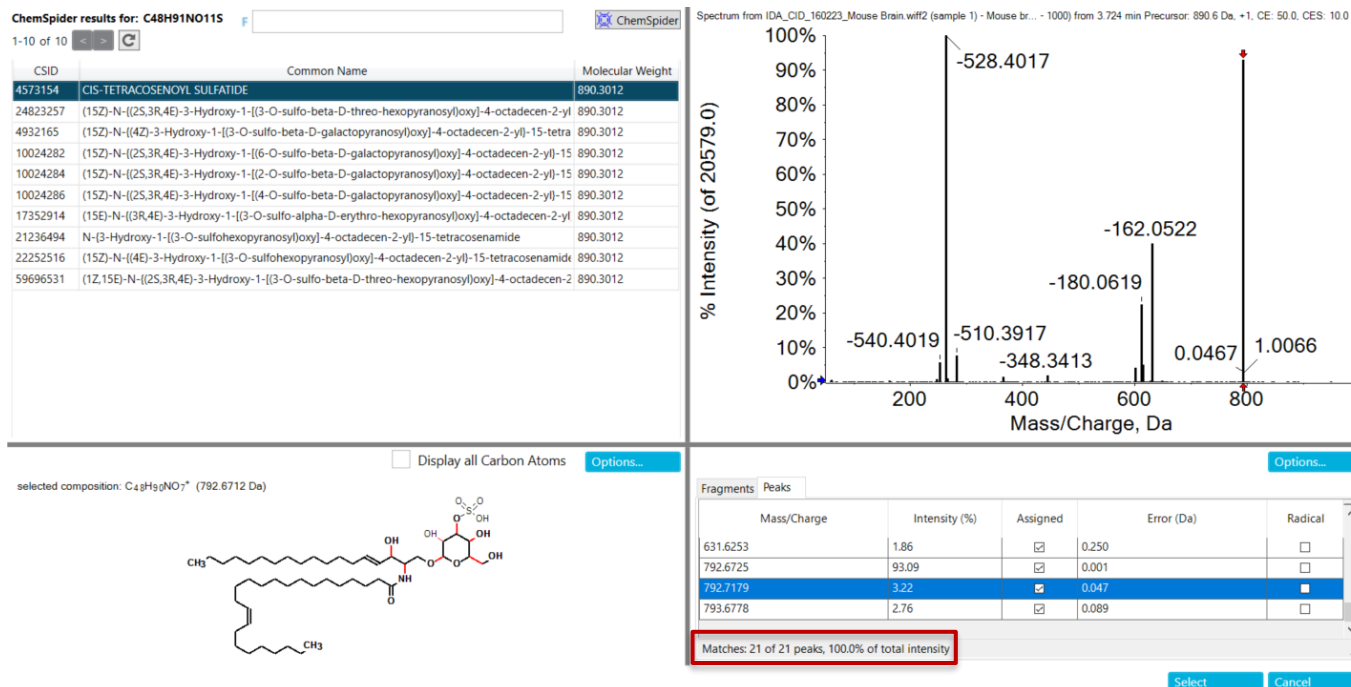 ChemSpider results for: C48H91NO11S
F
ChemSpider
1-10 of 10 < > C
CSID Common Name Molecular Weight
4573154 CIS-TETRACOSENOYL SULFATIDE 890.3012
24823257 (15Z)-N-{(2S,3R,4E)-3-Hydroxy-1-[(3-O-sulfo-beta-D-threo-hexopyranosyl)oxy]-4-octadecen-2-yl 890.3012
4932165 (15Z)-N-{(4Z)-3-Hydroxy-1-[(3-O-sulfo-beta-D-galactopyranosyl)oxy]-4-octadecen-2-yl}-15-tetra 890.3012
10024282 (15Z)-N-{(2S,3R,4E)-3-Hydroxy-1-[(6-O-sulfo-beta-D-galactopyranosyl)oxy]-4-octadecen-2-yl}-15 890.3012
10024284 (15Z)-N-{(2S,3R,4E)-3-Hydroxy-1-[(2-O-sulfo-beta-D-galactopyranosyl)oxy]-4-octadecen-2-yl}-15 890.3012
10024286 (15Z)-N-{(2S,3R,4E)-3-Hydroxy-1-[(4-O-sulfo-beta-D-galactopyranosyl)oxy]-4-octadecen-2-yl}-15 890.3012
17352914 (15E)-N-{(3R,4E)-3-Hydroxy-1-[(3-O-sulfo-alpha-D-erythro-hexopyranosyl)oxy]-4-octadecen-2-yl 890.3012
21236494 N-{3-Hydroxy-1-[(3-O-sulfohexopyranosyl)oxy]-4-octadecen-2-yl}-15-tetracosenamide 890.3012
22252516 (15Z)-N-{(4E)-3-Hydroxy-1-[(3-O-sulfohexopyranosyl)oxy]-4-octadecen-2-yl}-15-tetracosenamide 890.3012
59696531 (1Z,15E)-N-{(2S,3R,4E)-3-Hydroxy-1-[(3-O-sulfo-beta-D-threo-hexopyranosyl)oxy]-4-octadecen-2 890.3012
Spectrum from IDA_CID_160223_Mouse Brain.wiff2 (sample 1) - Mouse br... - 1000) from 3.724 min Precursor: 890.6 Da, +1, CE: 50.0, CES: 10.0
% Intensity (of 20579.0)
100%
90%
80%
70%
60%
50%
40%
30%
20%
10%
0%
-528.4017
-162.0522
-180.0619
-540.4019
-510.3917
-348.3413
0.0467
1.0066
200 400 600 800
Mass/Charge, Da
Display all Carbon Atoms
Options...
selected composition: C48H90NO7+ (792.6712 Da)
O O
S
O OH
OH OH
OH
O O OH
CH3
NH
O
CH3
Options...
Fragments Peaks
Mass/Charge Intensity (%) Assigned Error (Da) Radical
631.6253 1.86 0.250
792.6725 93.09 0.001
792.7179 3.22 0.047
793.6778 2.76 0.089
Matches: 21 of 21 peaks, 100.0% of total intensity
Select Cancel